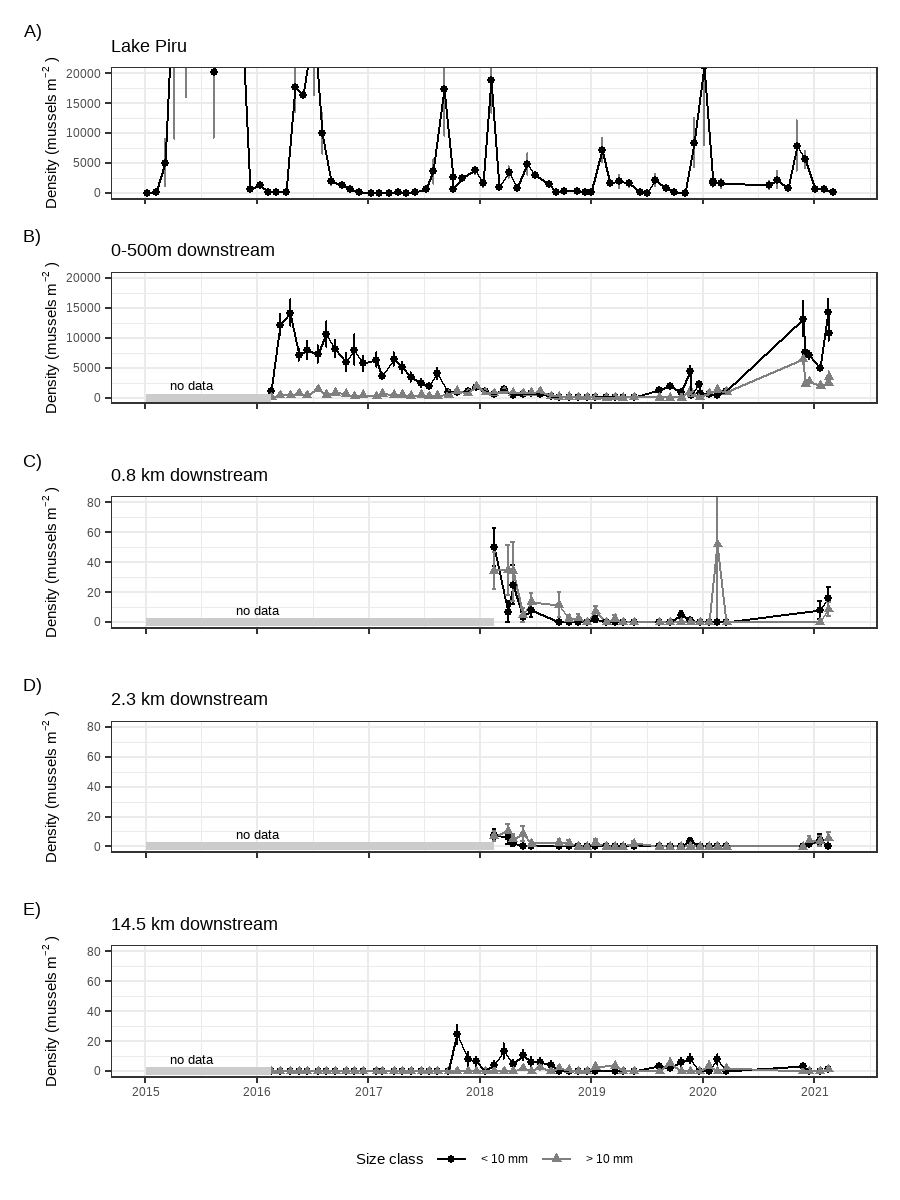 A)
Lake Piru
Density (mussels m⁻²)
20000
15000
10000
5000
0
B)
0-500m downstream
Density (mussels m⁻²)
20000
15000
10000
5000
0
no data
C)
0.8 km downstream
Density (mussels m⁻²)
80
60
40
20
0
no data
D)
2.3 km downstream
Density (mussels m⁻²)
80
60
40
20
0
no data
E)
14.5 km downstream
Density (mussels m⁻²)
80
60
40
20
0
no data
2015 2016 2017 2018 2019 2020 2021
Size class < 10 mm > 10 mm